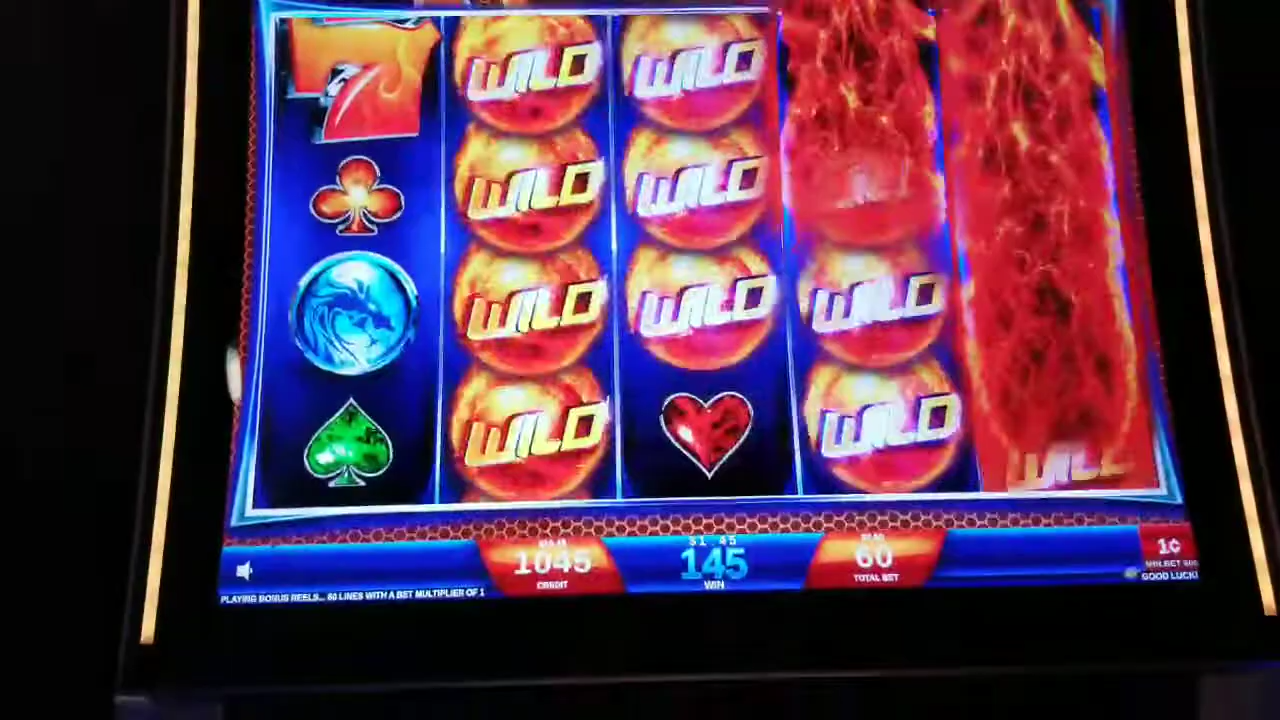 7 WILD WILD
WILD WILD
WILD WILD WILD
WILD WILD WILD
$1.45
1045 145 60 1¢
CREDIT WIN TOTAL BET
GOOD LUCK!
PLAYING BONUS REELS... 60 LINES WITH A BET MULTIPLIER OF 1